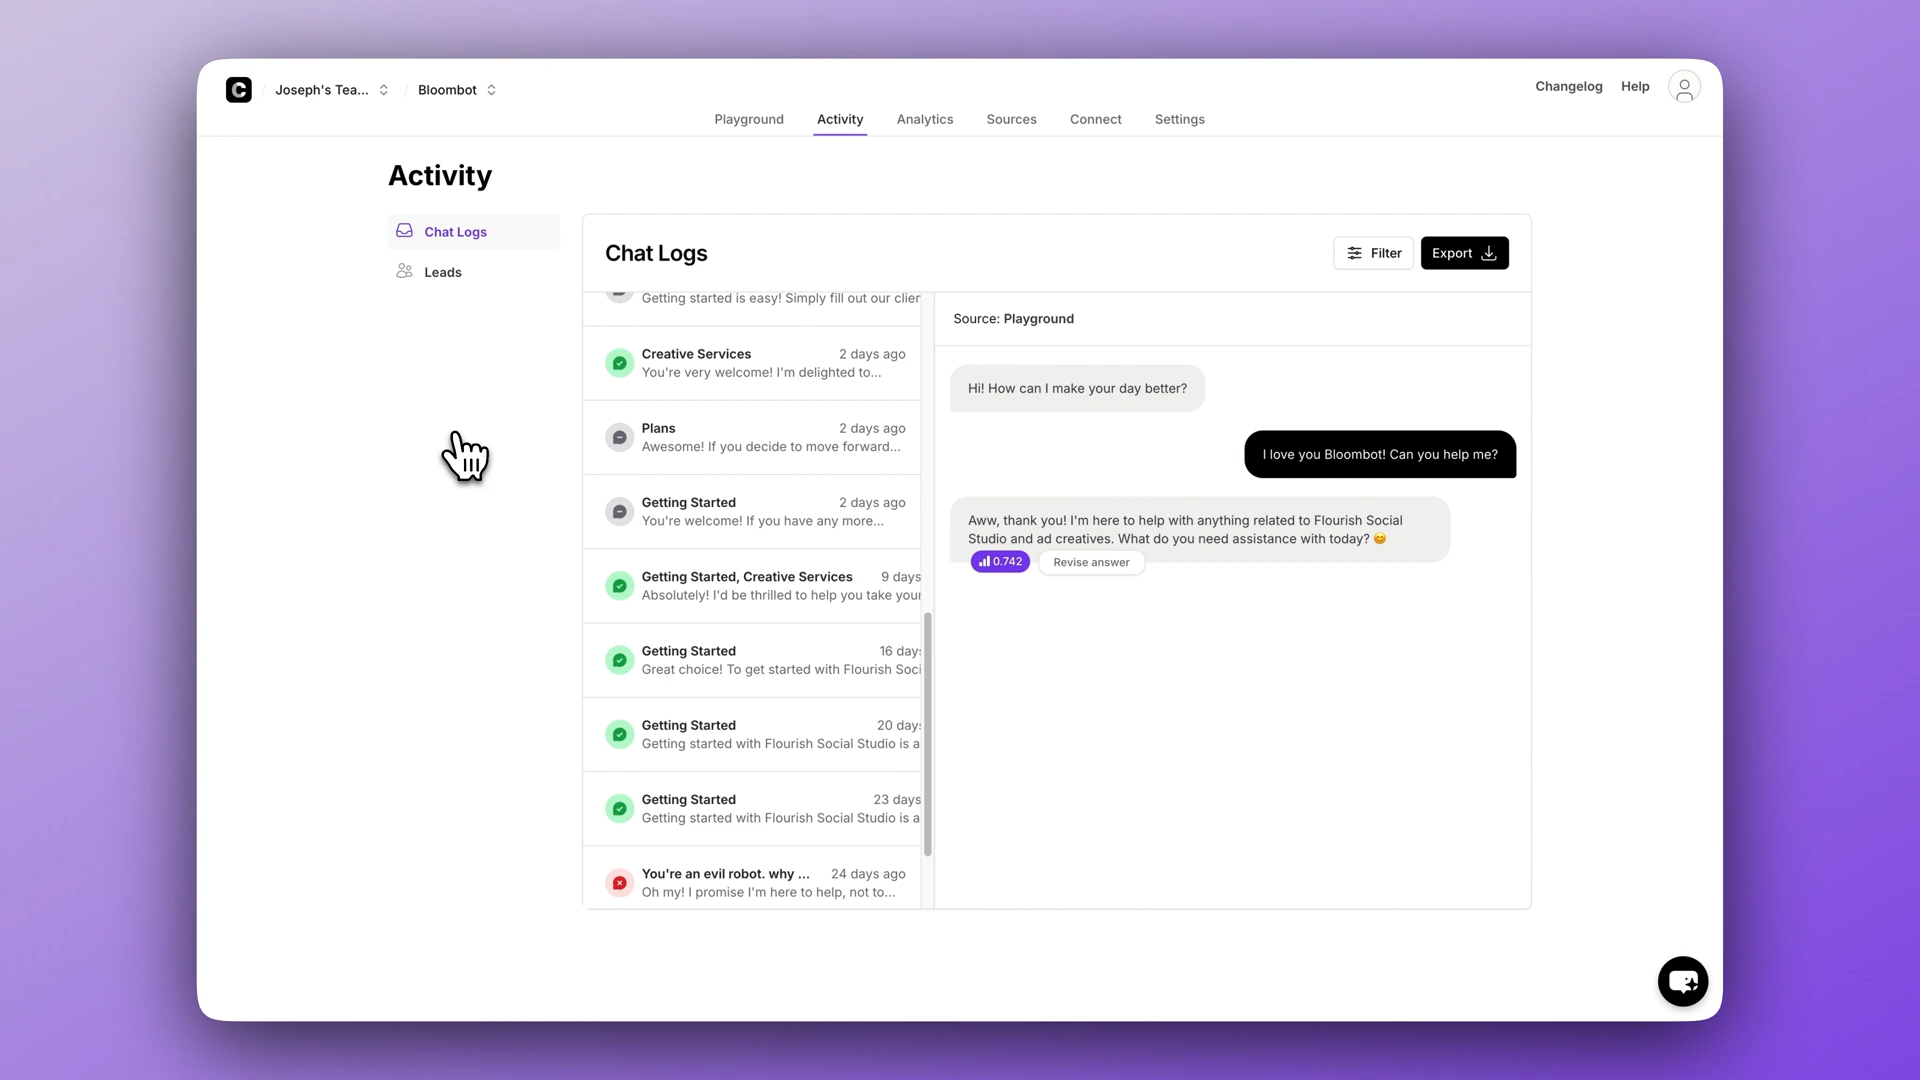 C
Joseph's Tea...
Bloombot
Changelog
Help
Playground
Activity
Analytics
Sources
Connect
Settings
Activity
Chat Logs
Leads
Chat Logs
Filter
Export
Getting started is easy! Simply fill out our clier
Creative Services 2 days ago
You're very welcome! I'm delighted to...
Plans 2 days ago
Awesome! If you decide to move forward...
Getting Started 2 days ago
You're welcome! If you have any more...
Getting Started, Creative Services 9 days
Absolutely! I'd be thrilled to help you take your
Getting Started 16 days
Great choice! To get started with Flourish Soci
Getting Started 20 days
Getting started with Flourish Social Studio is a
Getting Started 23 days
Getting started with Flourish Social Studio is a
You're an evil robot. why ... 24 days ago
Oh my! I promise I'm here to help, not to...
Source: Playground
Hi! How can I make your day better?
I love you Bloombot! Can you help me?
Aww, thank you! I'm here to help with anything related to Flourish Social
Studio and ad creatives. What do you need assistance with today? 😊
0.742
Revise answer